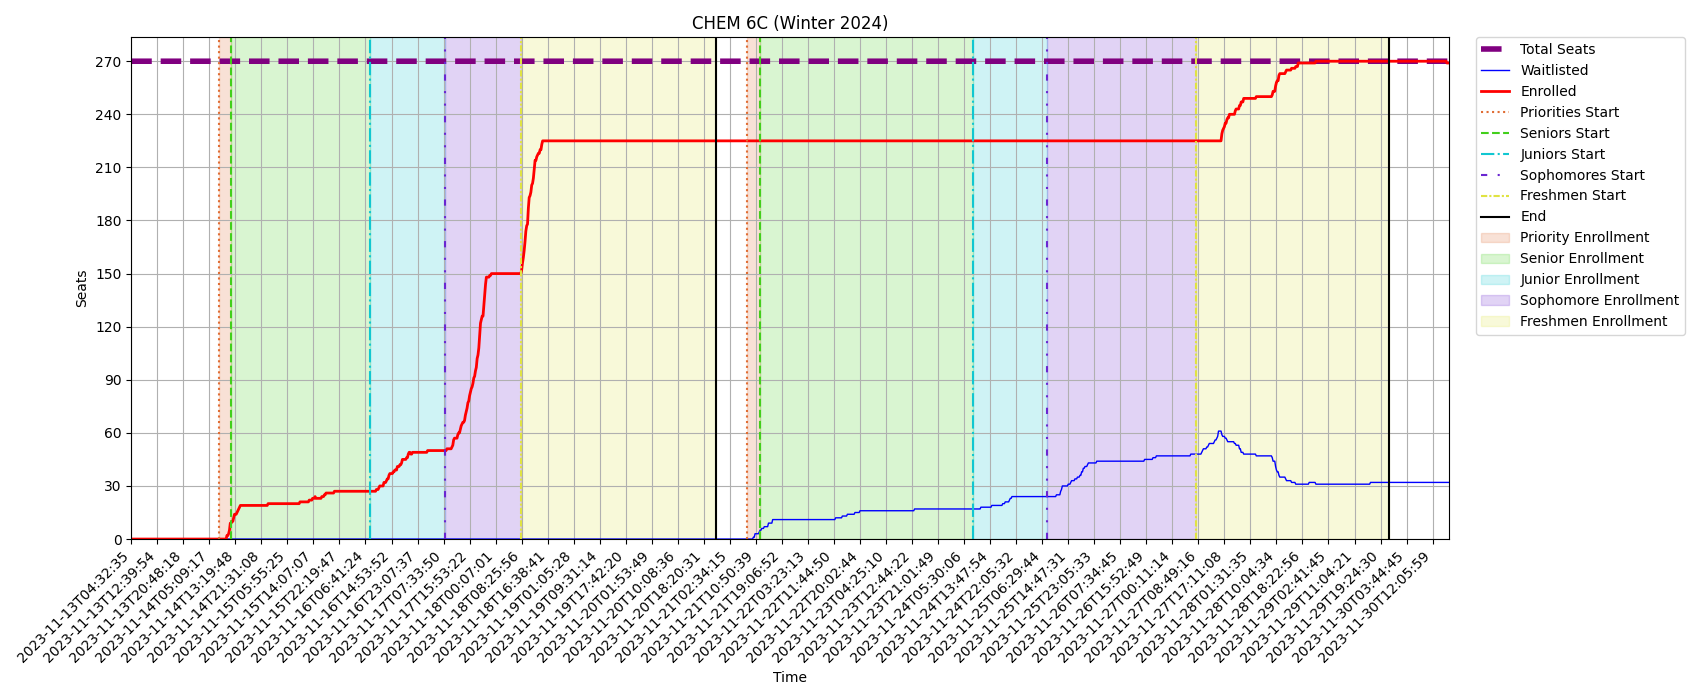 CHEM 6C (Winter 2024)
Seats
270
240
210
180
150
120
90
60
30
0
2023-11-13T04:32:35
2023-11-13T12:39:54
2023-11-13T20:48:18
2023-11-14T05:09:17
2023-11-14T13:19:48
2023-11-14T21:31:08
2023-11-15T05:55:25
2023-11-15T14:07:07
2023-11-15T22:19:47
2023-11-16T06:41:24
2023-11-16T14:53:52
2023-11-16T23:07:37
2023-11-17T07:33:50
2023-11-17T15:53:22
2023-11-18T00:07:01
2023-11-18T08:25:56
2023-11-18T16:38:41
2023-11-19T01:05:28
2023-11-19T09:31:14
2023-11-19T17:42:20
2023-11-20T01:53:49
2023-11-20T10:08:36
2023-11-20T18:20:31
2023-11-21T02:34:15
2023-11-21T10:50:39
2023-11-21T19:06:52
2023-11-22T03:23:13
2023-11-22T11:44:50
2023-11-22T20:02:44
2023-11-23T04:25:10
2023-11-23T12:44:22
2023-11-23T21:01:49
2023-11-24T05:30:06
2023-11-24T13:47:54
2023-11-24T22:05:32
2023-11-25T06:29:44
2023-11-25T14:47:31
2023-11-25T23:05:33
2023-11-26T07:34:45
2023-11-26T15:52:49
2023-11-27T00:11:14
2023-11-27T08:49:16
2023-11-27T17:11:08
2023-11-28T01:31:35
2023-11-28T10:04:34
2023-11-28T18:22:56
2023-11-29T02:41:45
2023-11-29T11:04:21
2023-11-29T19:24:30
2023-11-30T03:44:45
2023-11-30T12:05:59
Time
Total Seats
Waitlisted
Enrolled
Priorities Start
Seniors Start
Juniors Start
Sophomores Start
Freshmen Start
End
Priority Enrollment
Senior Enrollment
Junior Enrollment
Sophomore Enrollment
Freshmen Enrollment